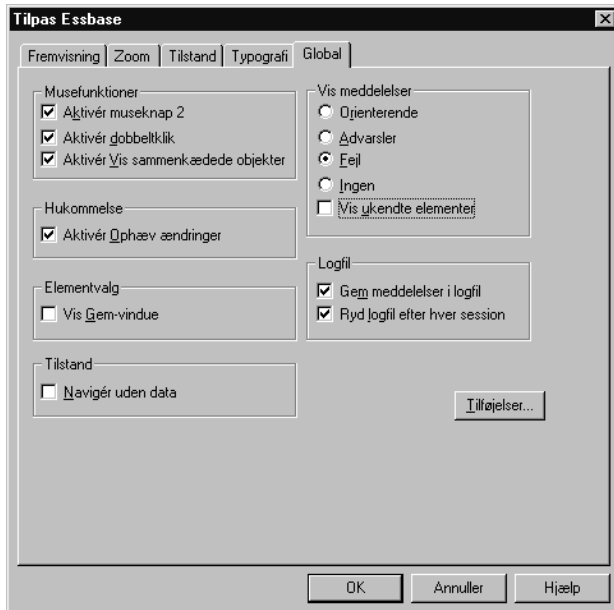 Tilpas Essbase
Fremvisning Zoom Tilstand Typografi Global
Musefunktioner
Aktivér museknap 2
Aktivér dobbeltklik
Aktivér Vis sammenkædede objekter
Hukommelse
Aktivér Ophæv ændringer
Elementvalg
Vis Gem-vindue
Tilstand
Navigér uden data
Vis meddelelser
Orienterende
Advarsler
Fejl
Ingen
Vis ukendte elementer
Logfil
Gem meddelelser i logfil
Ryd logfil efter hver session
Tilføjelser...
OK Annuller Hjælp